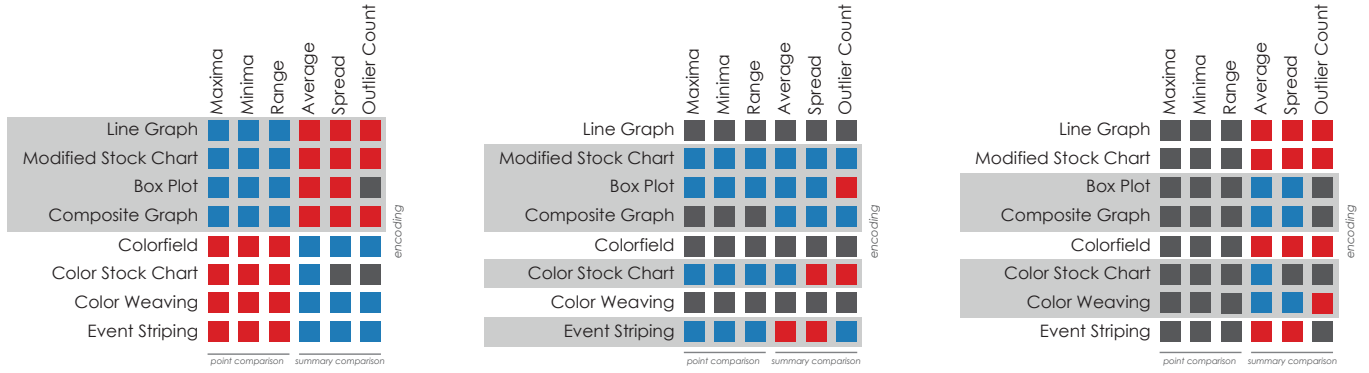 Maxima Minima Range Average Spread Outlier Count
Line Graph
Modified Stock Chart
Box Plot
Composite Graph
Colorfield
Color Stock Chart
Color Weaving
Event Striping
encoding
point comparison summary comparison
Maxima Minima Range Average Spread Outlier Count
Line Graph
Modified Stock Chart
Box Plot
Composite Graph
Colorfield
Color Stock Chart
Color Weaving
Event Striping
encoding
point comparison summary comparison
Maxima Minima Range Average Spread Outlier Count
Line Graph
Modified Stock Chart
Box Plot
Composite Graph
Colorfield
Color Stock Chart
Color Weaving
Event Striping
encoding
point comparison summary comparison